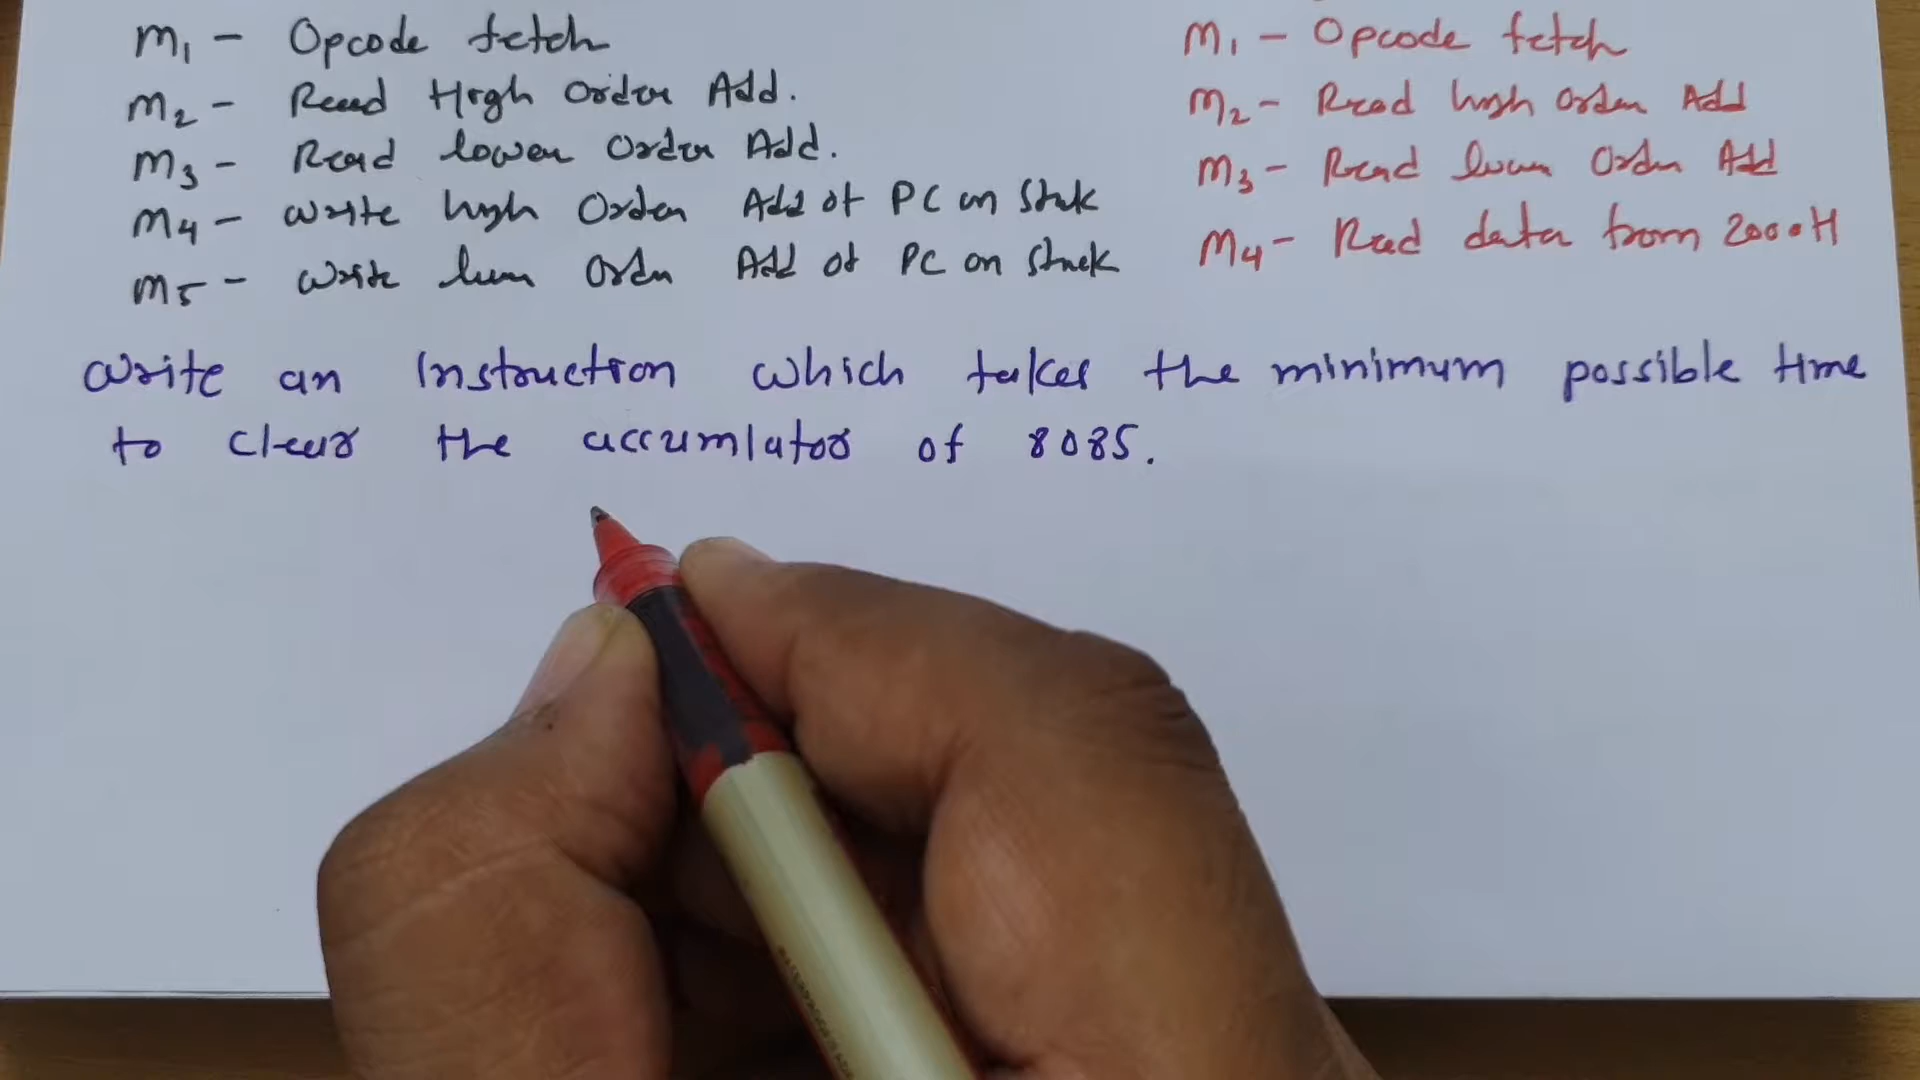 M1 - Opcode fetch
M2 - Read High Order Add.
M3 - Read lower Order Add.
M4 - Write high Order Add of PC on Stak
M5 - Write lower Order Add of PC on Stack
M1 - Opcode fetch
M2 - Read high Order Add
M3 - Read lower Order Add
M4 - Read data from 2000H
Write an Instruction which takes the minimum possible time
to clear the accumlator of 8085.